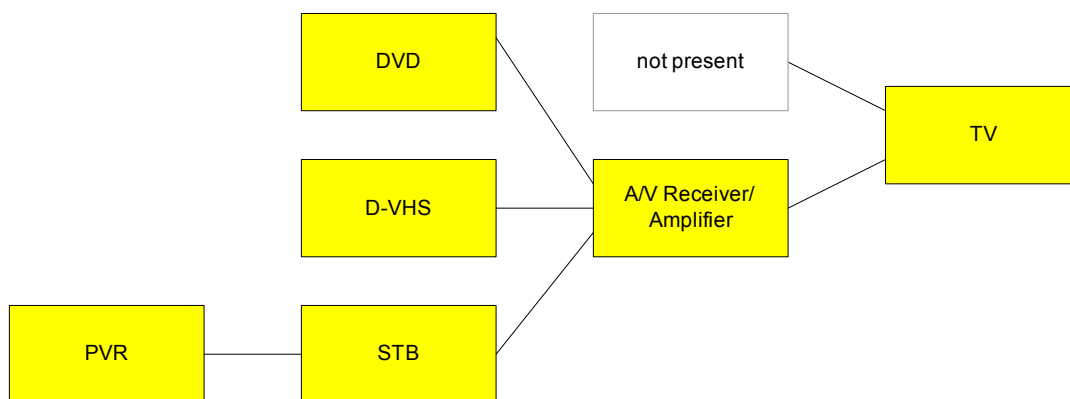 DVD
not present
TV
D-VHS
A/V Receiver/
Amplifier
PVR
STB